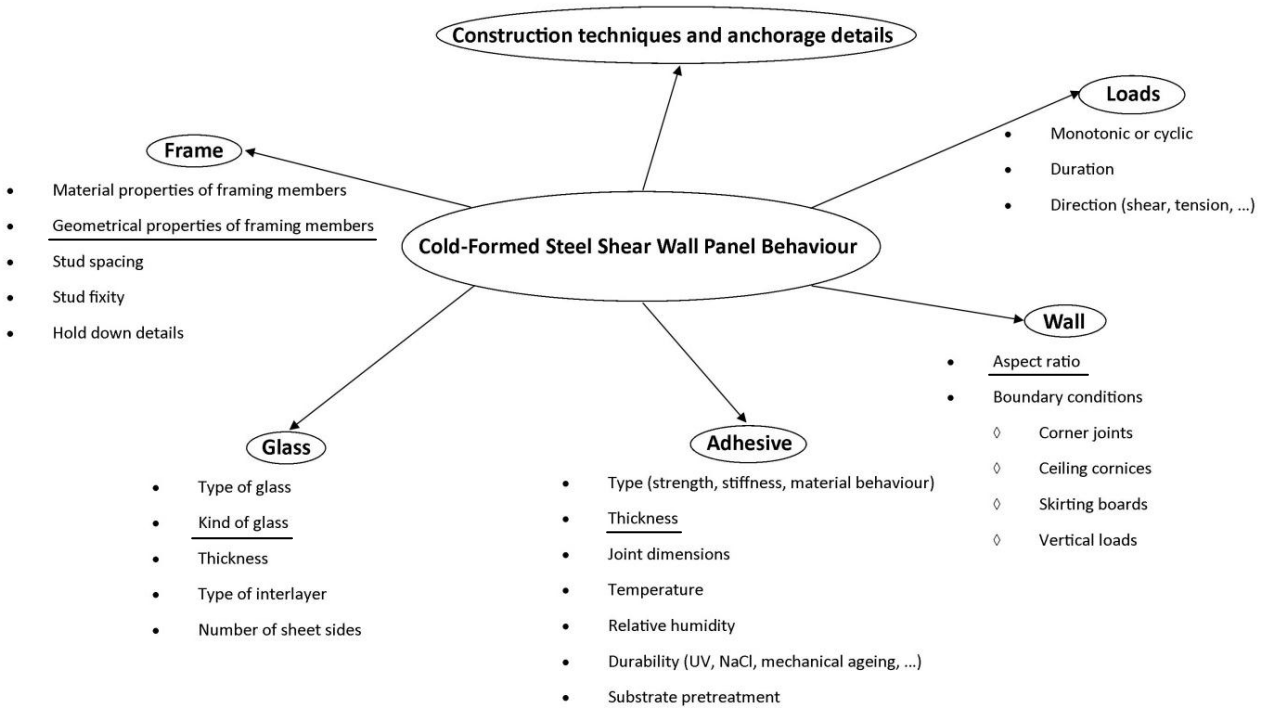 Construction techniques and anchorage details
Loads
• Monotonic or cyclic
• Duration
• Direction (shear, tension, ...)
Frame
• Material properties of framing members
• Geometrical properties of framing members
• Stud spacing
• Stud fixity
• Hold down details
Cold-Formed Steel Shear Wall Panel Behaviour
Wall
• Aspect ratio
• Boundary conditions
◊ Corner joints
◊ Ceiling cornices
◊ Skirting boards
◊ Vertical loads
Glass
• Type of glass
• Kind of glass
• Thickness
• Type of interlayer
• Number of sheet sides
Adhesive
• Type (strength, stiffness, material behaviour)
• Thickness
• Joint dimensions
• Temperature
• Relative humidity
• Durability (UV, NaCl, mechanical ageing, ...)
• Substrate pretreatment